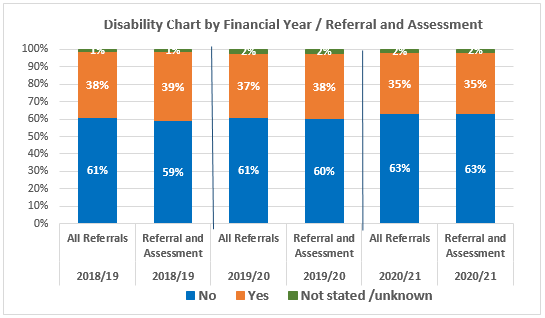 Disability Chart by Financial Year / Referral and Assessment
100%
90%
80%
70%
60%
50%
40%
30%
20%
10%
0%
1% 1% 2% 2% 2% 2%
38% 39% 37% 38% 35% 35%
61% 59% 61% 60% 63% 63%
All Referrals Referral and All Referrals Referral and All Referrals Referral and
Assessment Assessment Assessment
2018/19 2018/19 2019/20 2019/20 2020/21 2020/21
No Yes Not stated /unknown